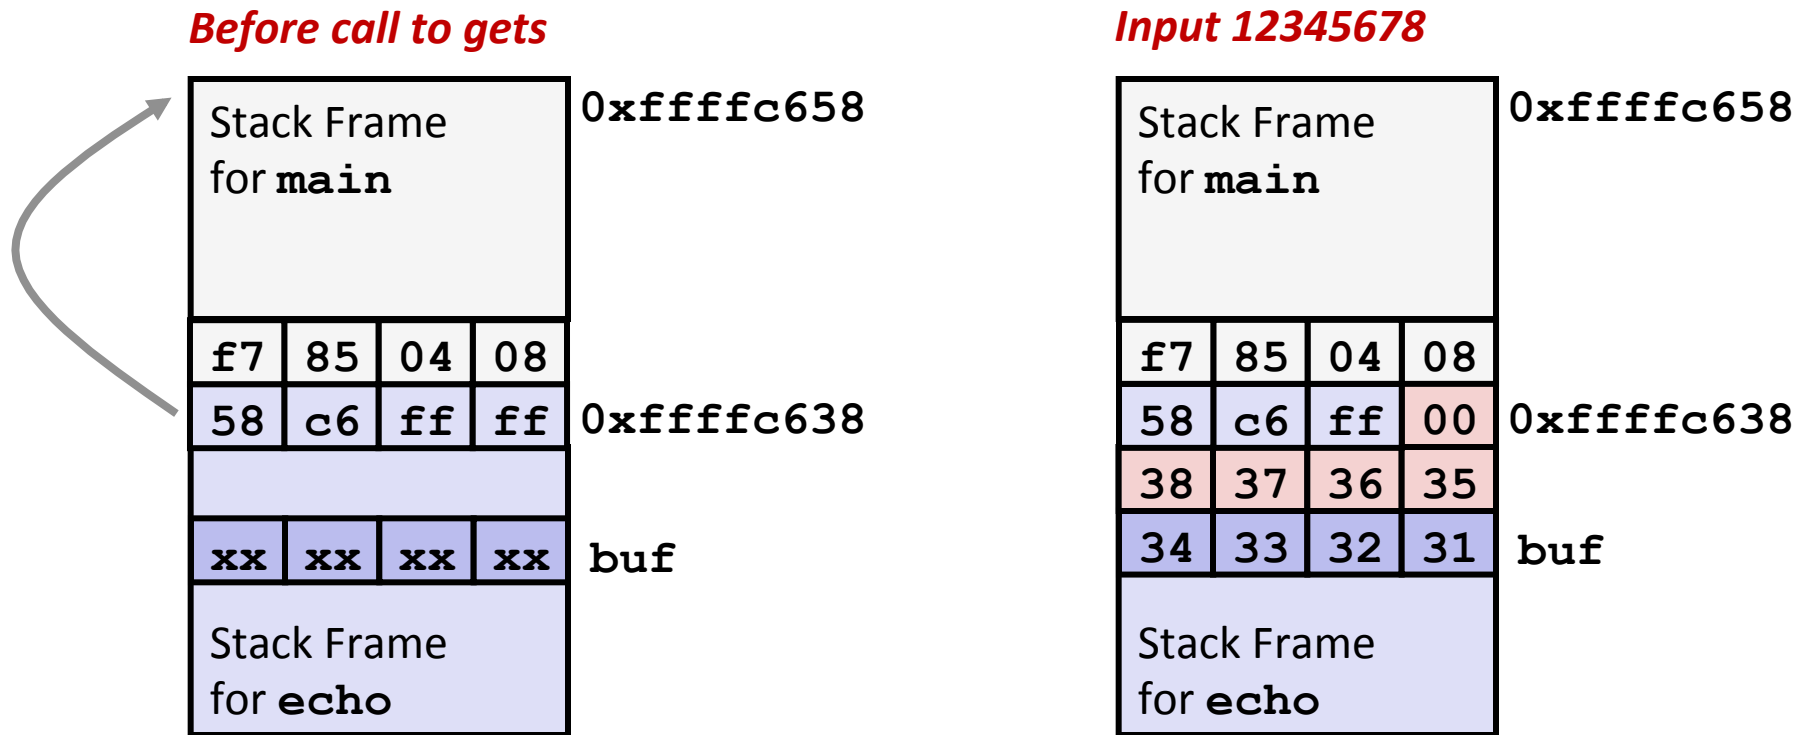 Before call to gets
Stack Frame
for main
0xffffc658
f7 85 04 08
58 c6 ff ff 0xffffc638
xx xx xx xx buf
Stack Frame
for echo
Input 12345678
Stack Frame
for main
0xffffc658
f7 85 04 08
58 c6 ff 00 0xffffc638
38 37 36 35
34 33 32 31 buf
Stack Frame
for echo